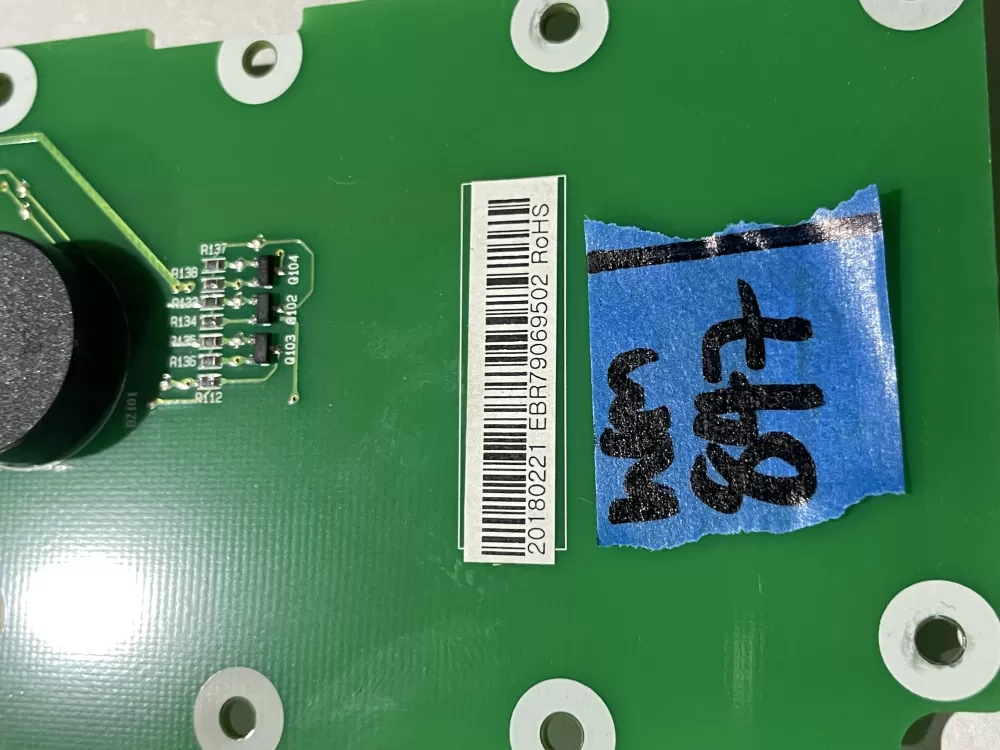 R137
Q104
R138
R133
Q102
R134
R135
Q103
R136
R112
BZ101
20180221 EBR79069502 RoHS